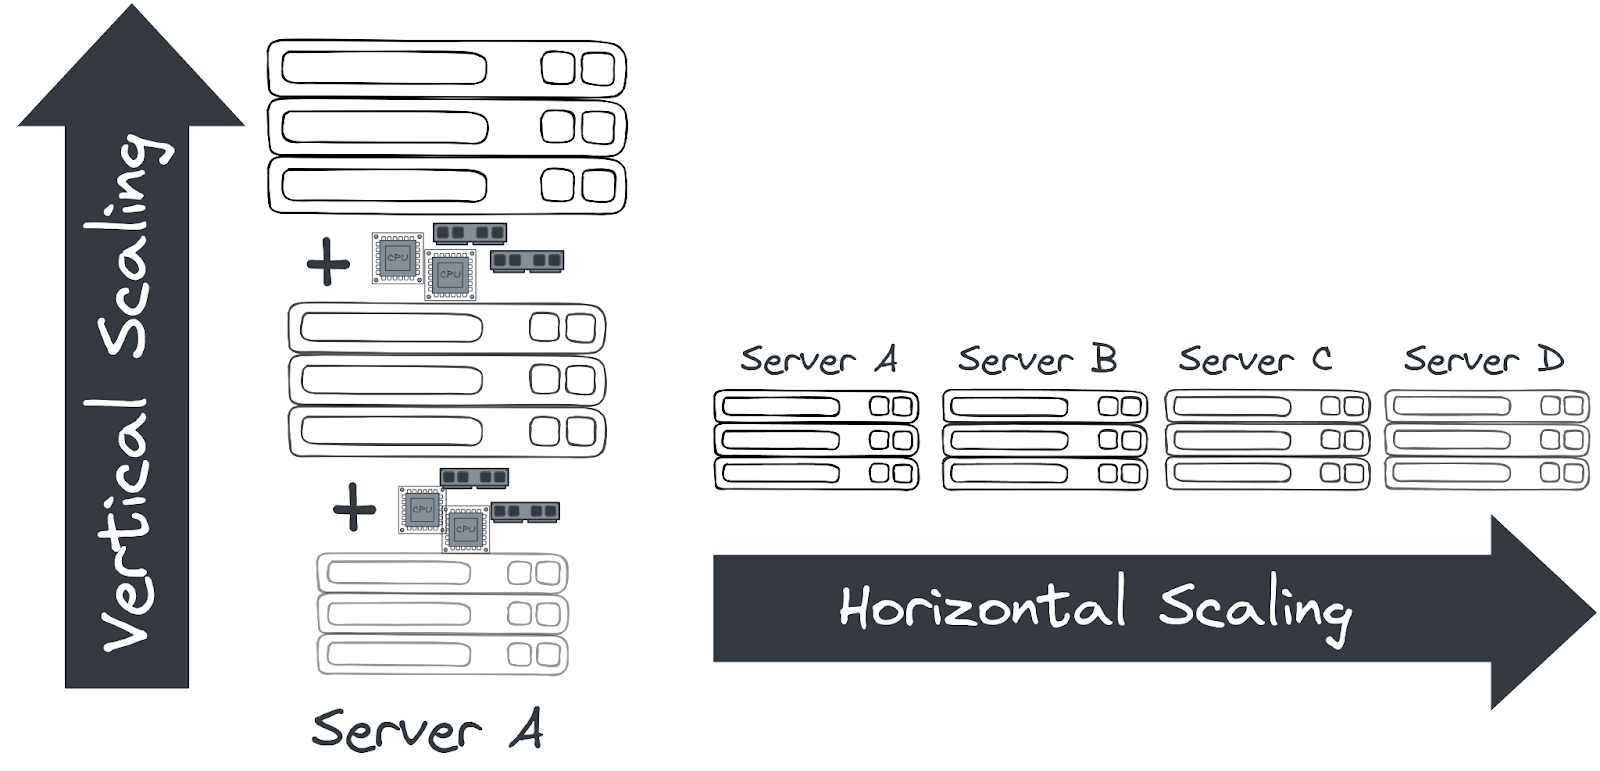 Vertical Scaling
+
CPU
CPU
+
CPU
CPU
Server A
Server A
Server B
Server C
Server D
Horizontal Scaling